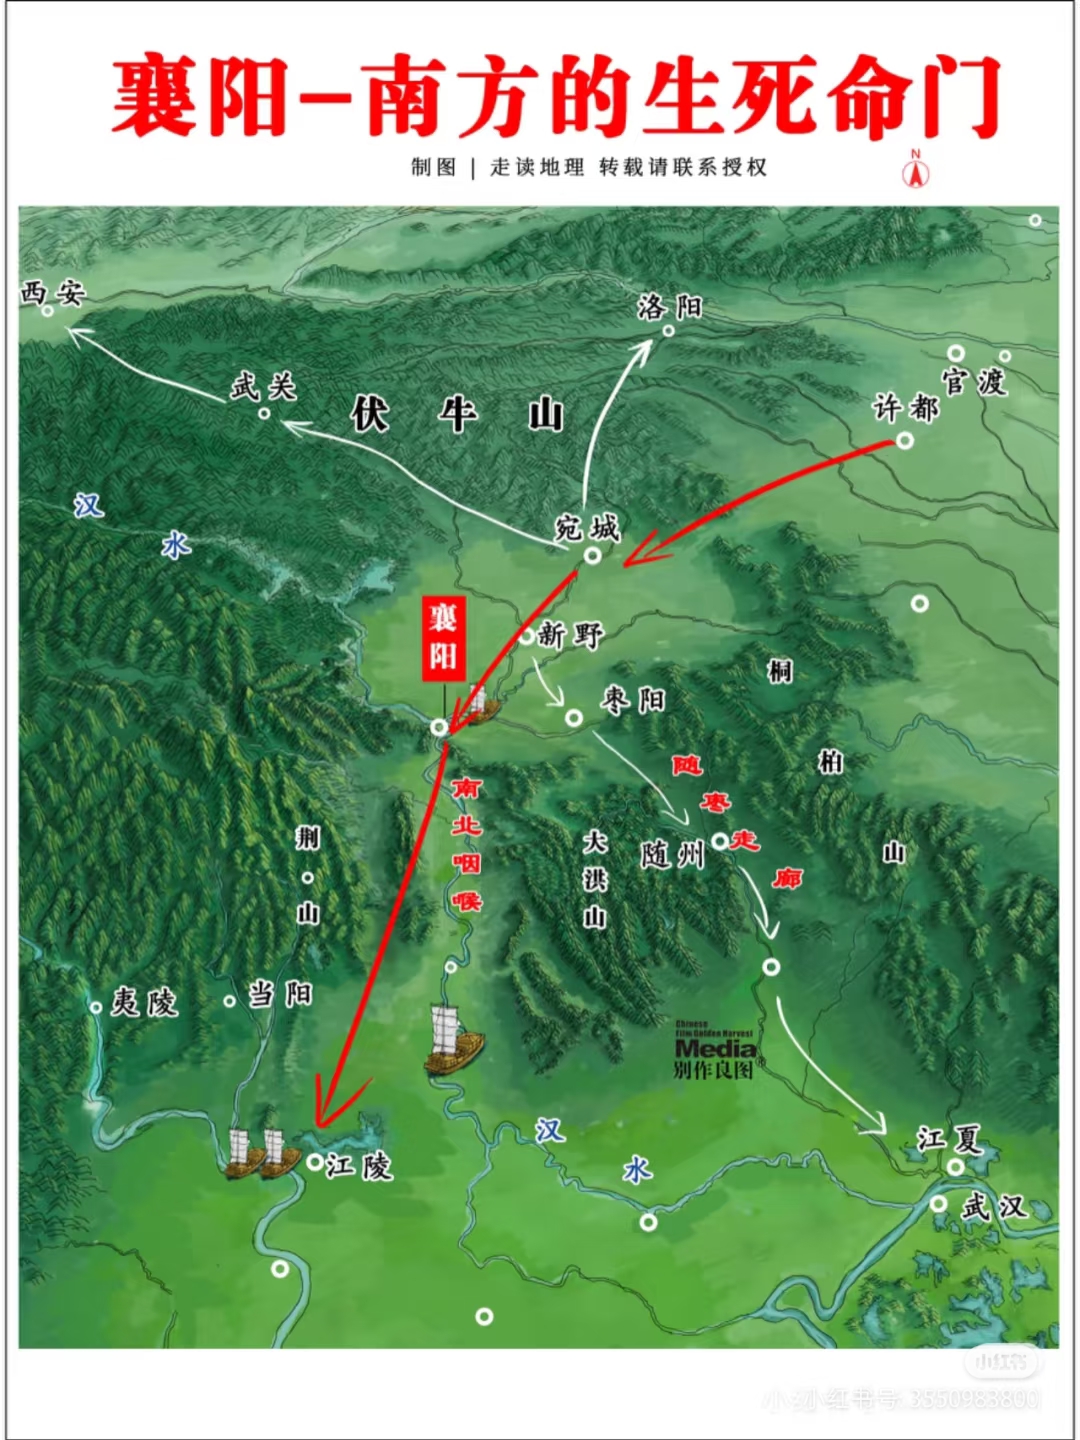 襄阳-南方的生死命门
制图 | 走读地理 转载请联系授权
N
西安
洛阳
武关
伏牛山
官渡
许都
汉水
宛城
襄阳
新野
枣阳
桐柏山
随枣走廊
南北咽喉
荆山
大洪山
随州
夷陵
当阳
Chinese
Film Golden Harvest
Media®
别作良图
汉水
江夏
江陵
武汉
小红书
小红书号